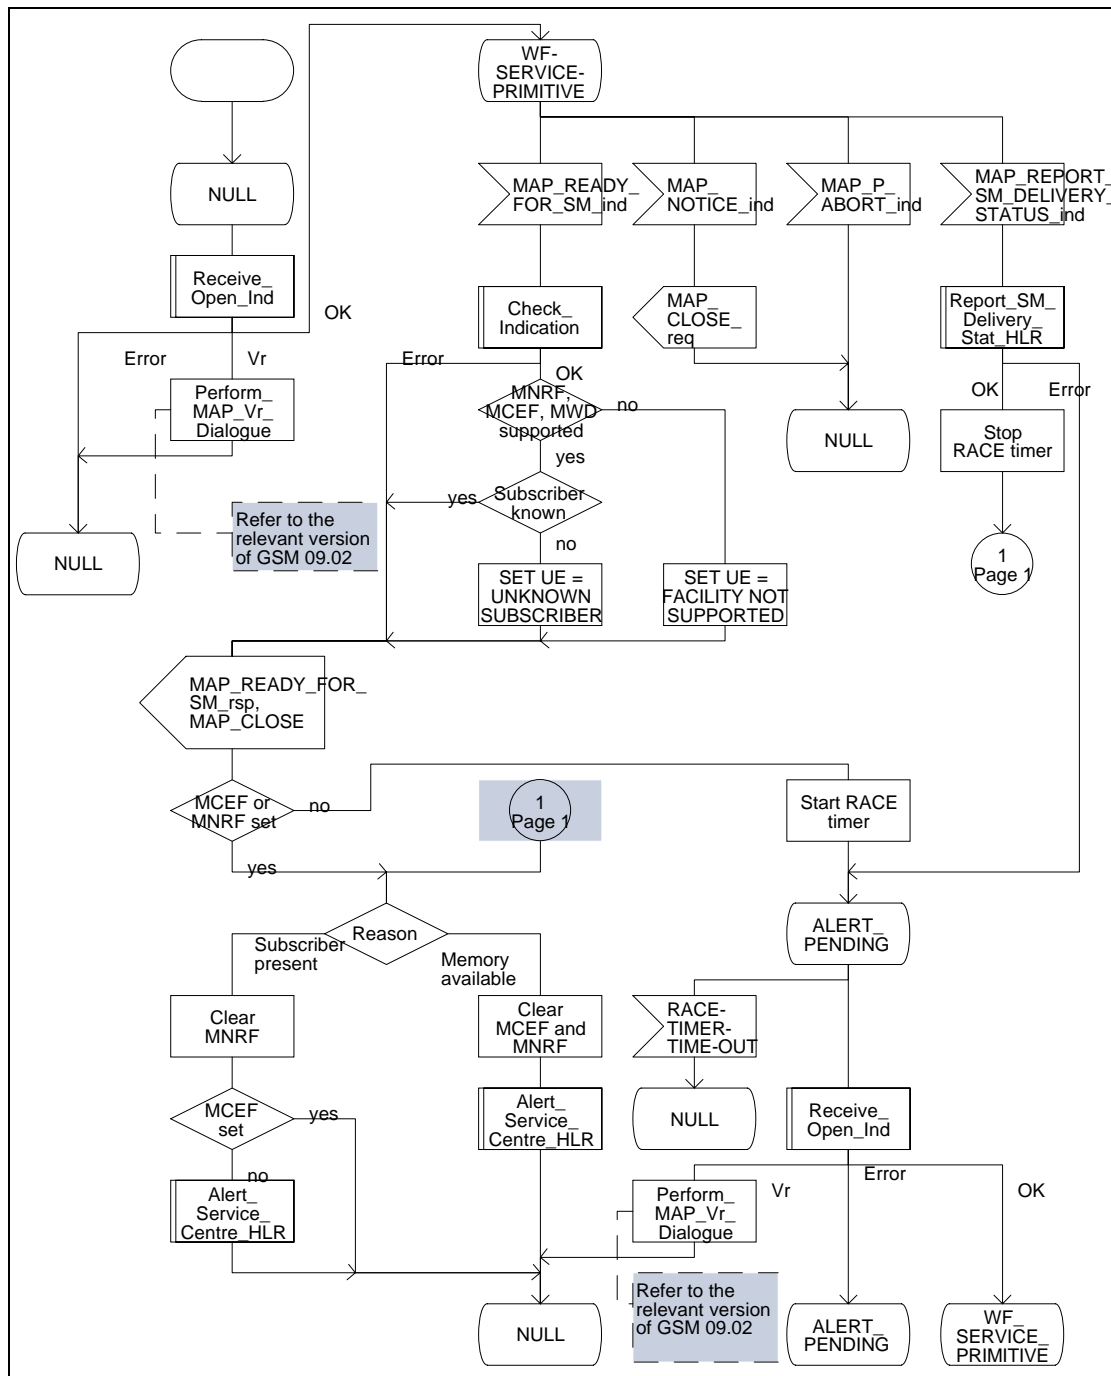 WF-
SERVICE-
PRIMITIVE
NULL
MAP_READY_
FOR_SM_ind
MAP_
NOTICE_ind
MAP_P_
ABORT_ind
MAP_REPORT_
SM_DELIVERY_
STATUS_ind
Receive_
Open_Ind
OK
Error
Vr
Check_
Indication
MAP_
CLOSE_
req
Report_SM_
Delivery_
Stat_HLR
Error
OK
OK
Error
Perform_
MAP_Vr_
Dialogue
MNRF,
MCEF, MWD
supported
no
yes
NULL
Stop
RACE timer
Subscriber
known
yes
no
Refer to the
relevant version
of GSM 09.02
NULL
1
Page 1
SET UE =
UNKNOWN
SUBSCRIBER
SET UE =
FACILITY NOT
SUPPORTED
MAP_READY_FOR_
SM_rsp,
MAP_CLOSE
MCEF or
MNRF set
no
yes
1
Page 1
Start RACE
timer
Reason
Subscriber
present
Memory
available
ALERT_
PENDING
Clear
MNRF
Clear
MCEF and
MNRF
RACE-
TIMER-
TIME-OUT
MCEF
set
yes
no
Alert_
Service_
Centre_HLR
NULL
Receive_
Open_Ind
Vr
Error
OK
Alert_
Service_
Centre_HLR
Perform_
MAP_Vr_
Dialogue
Refer to the
relevant version
of GSM 09.02
NULL
ALERT_
PENDING
WF_
SERVICE_
PRIMITIVE